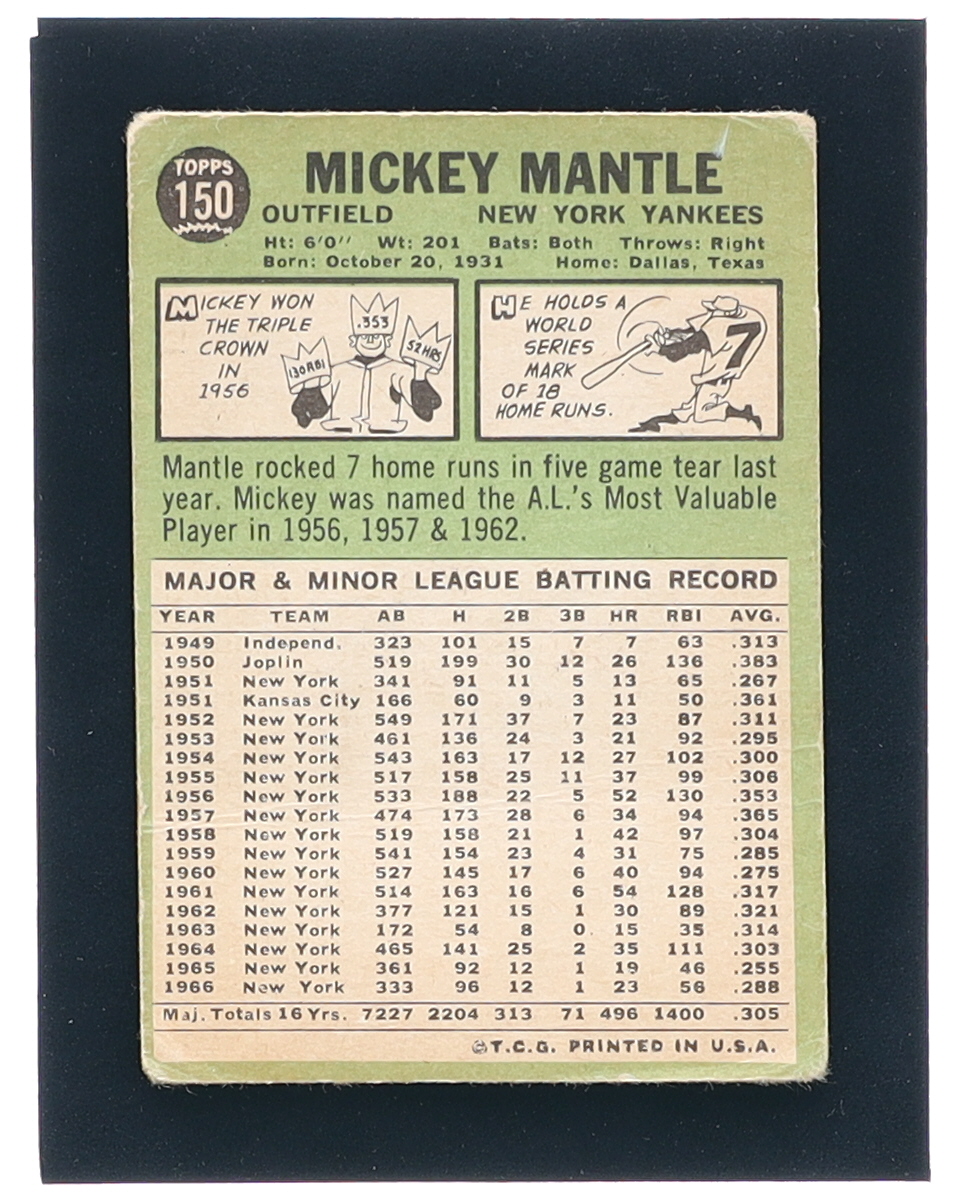 TOPPS
150
MICKEY MANTLE
OUTFIELD NEW YORK YANKEES
Ht: 6'0" Wt: 201 Bats: Both Throws: Right
Born: October 20, 1931 Home: Dallas, Texas
MICKEY WON
THE TRIPLE
CROWN
IN
1956
.353
130 RBI
52 HRS
HE HOLDS A
WORLD
SERIES
MARK
OF 18
HOME RUNS.
7
Mantle rocked 7 home runs in five game tear last
year. Mickey was named the A.L.'s Most Valuable
Player in 1956, 1957 & 1962.
MAJOR & MINOR LEAGUE BATTING RECORD
YEAR TEAM AB H 2B 3B HR RBI AVG.
1949 Independ. 323 101 15 7 7 63 .313
1950 Joplin 519 199 30 12 26 136 .383
1951 New York 341 91 11 5 13 65 .267
1951 Kansas City 166 60 9 3 11 50 .361
1952 New York 549 171 37 7 23 87 .311
1953 New York 461 136 24 3 21 92 .295
1954 New York 543 163 17 12 27 102 .300
1955 New York 517 158 25 11 37 99 .306
1956 New York 533 188 22 5 52 130 .353
1957 New York 474 173 28 6 34 94 .365
1958 New York 519 158 21 1 42 97 .304
1959 New York 541 154 23 4 31 75 .285
1960 New York 527 145 17 6 40 94 .275
1961 New York 514 163 16 6 54 128 .317
1962 New York 377 121 15 1 30 89 .321
1963 New York 172 54 8 0 15 35 .314
1964 New York 465 141 25 2 35 111 .303
1965 New York 361 92 12 1 19 46 .255
1966 New York 333 96 12 1 23 56 .288
Maj. Totals 16 Yrs. 7227 2204 313 71 496 1400 .305
©T.C.G. PRINTED IN U.S.A.